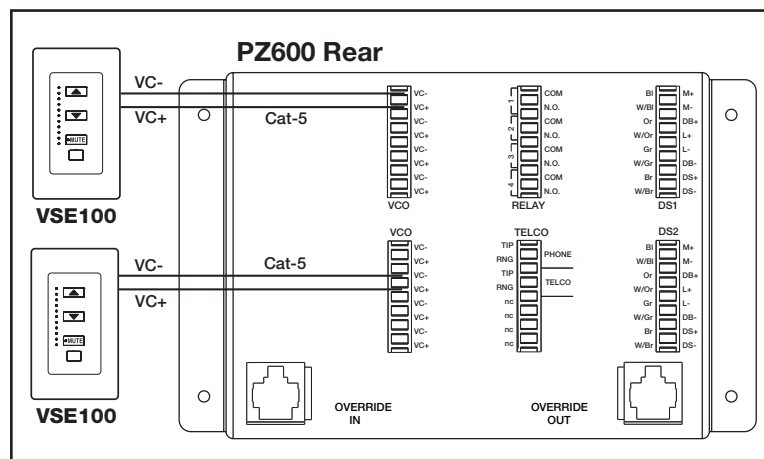 PZ600 Rear
VC-
VC+
Cat-5
MUTE
VSE100
VC-
VC+
VC-
VC+
VC-
VC+
VC-
VC+
VCO
1
2
3
4
COM
N.O.
COM
N.O.
COM
N.O.
COM
N.O.
RELAY
Bl M+
W/Bl M-
Or DB+
W/Or L+
Gr L-
W/Gr DB-
Br DS+
W/Br DS-
DS1
VC-
VC+
Cat-5
MUTE
VSE100
VCO
VC-
VC+
VC-
VC+
VC-
VC+
VC-
VC+
TELCO
TIP
RNG
TIP
RNG
nc
nc
nc
nc
PHONE
TELCO
DS2
Bl M+
W/Bl M-
Or DB+
W/Or L+
Gr L-
W/Gr DB-
Br DS+
W/Br DS-
OVERRIDE
IN
OVERRIDE
OUT